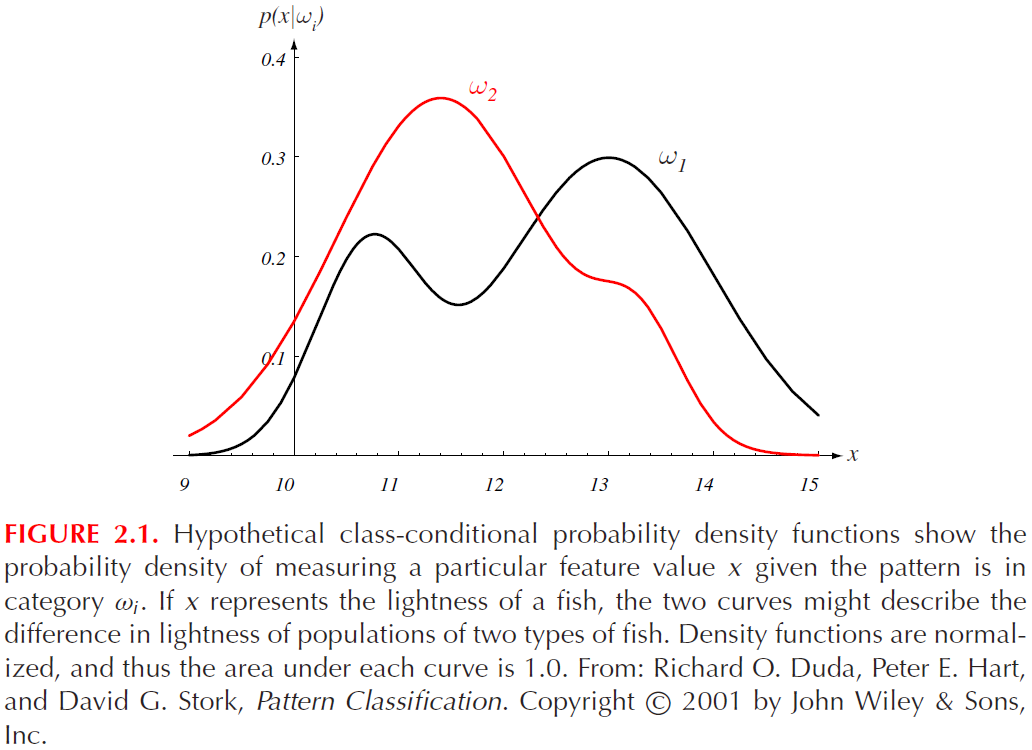 p(x|ωᵢ)
0.4
ω₂
0.3
ω₁
0.2
0.1
x
9 10 11 12 13 14 15
FIGURE 2.1. Hypothetical class-conditional probability density functions show the
probability density of measuring a particular feature value x given the pattern is in
category ωᵢ. If x represents the lightness of a fish, the two curves might describe the
difference in lightness of populations of two types of fish. Density functions are normal-
ized, and thus the area under each curve is 1.0. From: Richard O. Duda, Peter E. Hart,
and David G. Stork, Pattern Classification. Copyright © 2001 by John Wiley & Sons,
Inc.